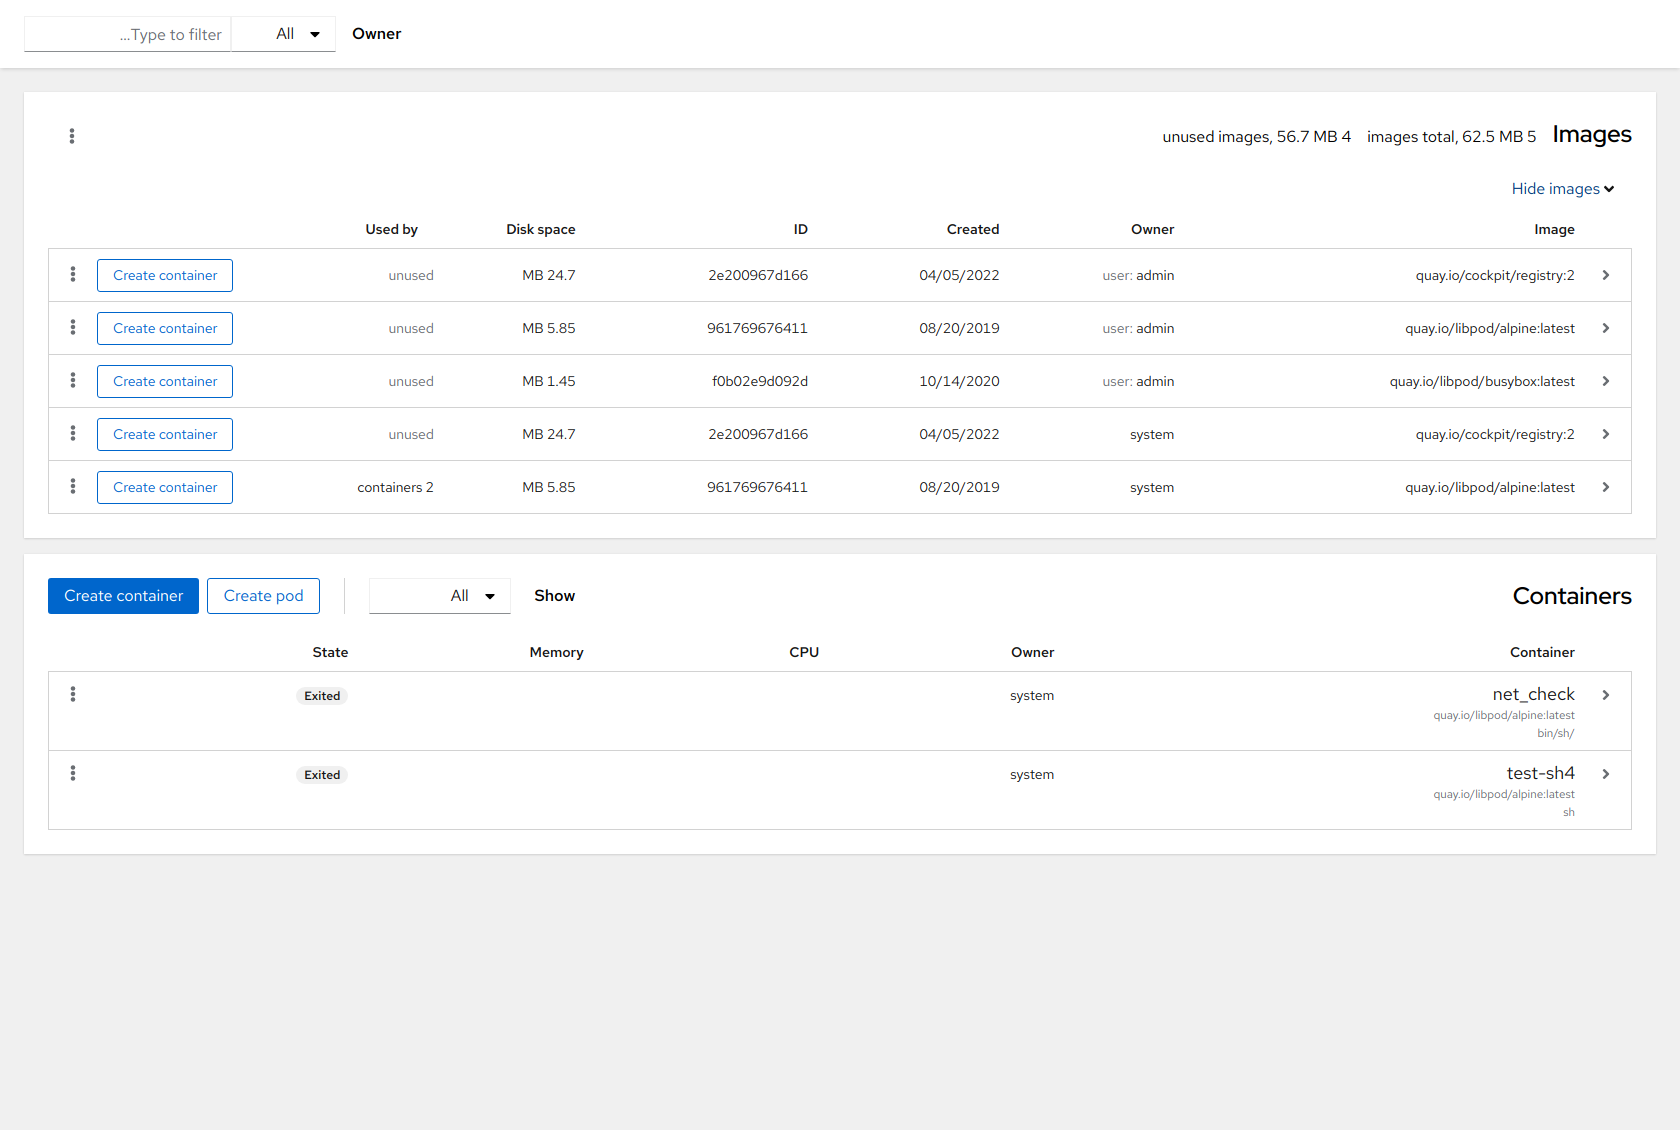 ...Type to filter All Owner
unused images, 56.7 MB 4 images total, 62.5 MB 5 Images
Hide images
Used by Disk space ID Created Owner Image
Create container unused MB 24.7 2e200967d166 04/05/2022 user: admin quay.io/cockpit/registry:2
Create container unused MB 5.85 961769676411 08/20/2019 user: admin quay.io/libpod/alpine:latest
Create container unused MB 1.45 f0b02e9d092d 10/14/2020 user: admin quay.io/libpod/busybox:latest
Create container unused MB 24.7 2e200967d166 04/05/2022 system quay.io/cockpit/registry:2
Create container containers 2 MB 5.85 961769676411 08/20/2019 system quay.io/libpod/alpine:latest
Create container Create pod All Show Containers
State Memory CPU Owner Container
Exited system net_check
quay.io/libpod/alpine:latest
bin/sh/
Exited system test-sh4
quay.io/libpod/alpine:latest
sh